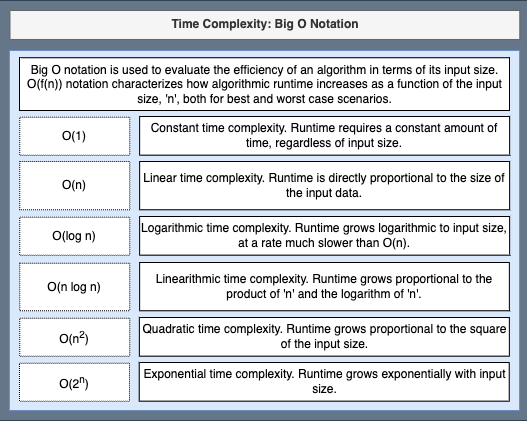 Time Complexity: Big O Notation
Big O notation is used to evaluate the efficiency of an algorithm in terms of its input size.
O(f(n)) notation characterizes how algorithmic runtime increases as a function of the input
size, 'n', both for best and worst case scenarios.
O(1)
Constant time complexity. Runtime requires a constant amount of
time, regardless of input size.
O(n)
Linear time complexity. Runtime is directly proportional to the size of
the input data.
O(log n)
Logarithmic time complexity. Runtime grows logarithmic to input size,
at a rate much slower than O(n).
O(n log n)
Linearithmic time complexity. Runtime grows proportional to the
product of 'n' and the logarithm of 'n'.
O(n²)
Quadratic time complexity. Runtime grows proportional to the square
of the input size.
O(2ⁿ)
Exponential time complexity. Runtime grows exponentially with input
size.